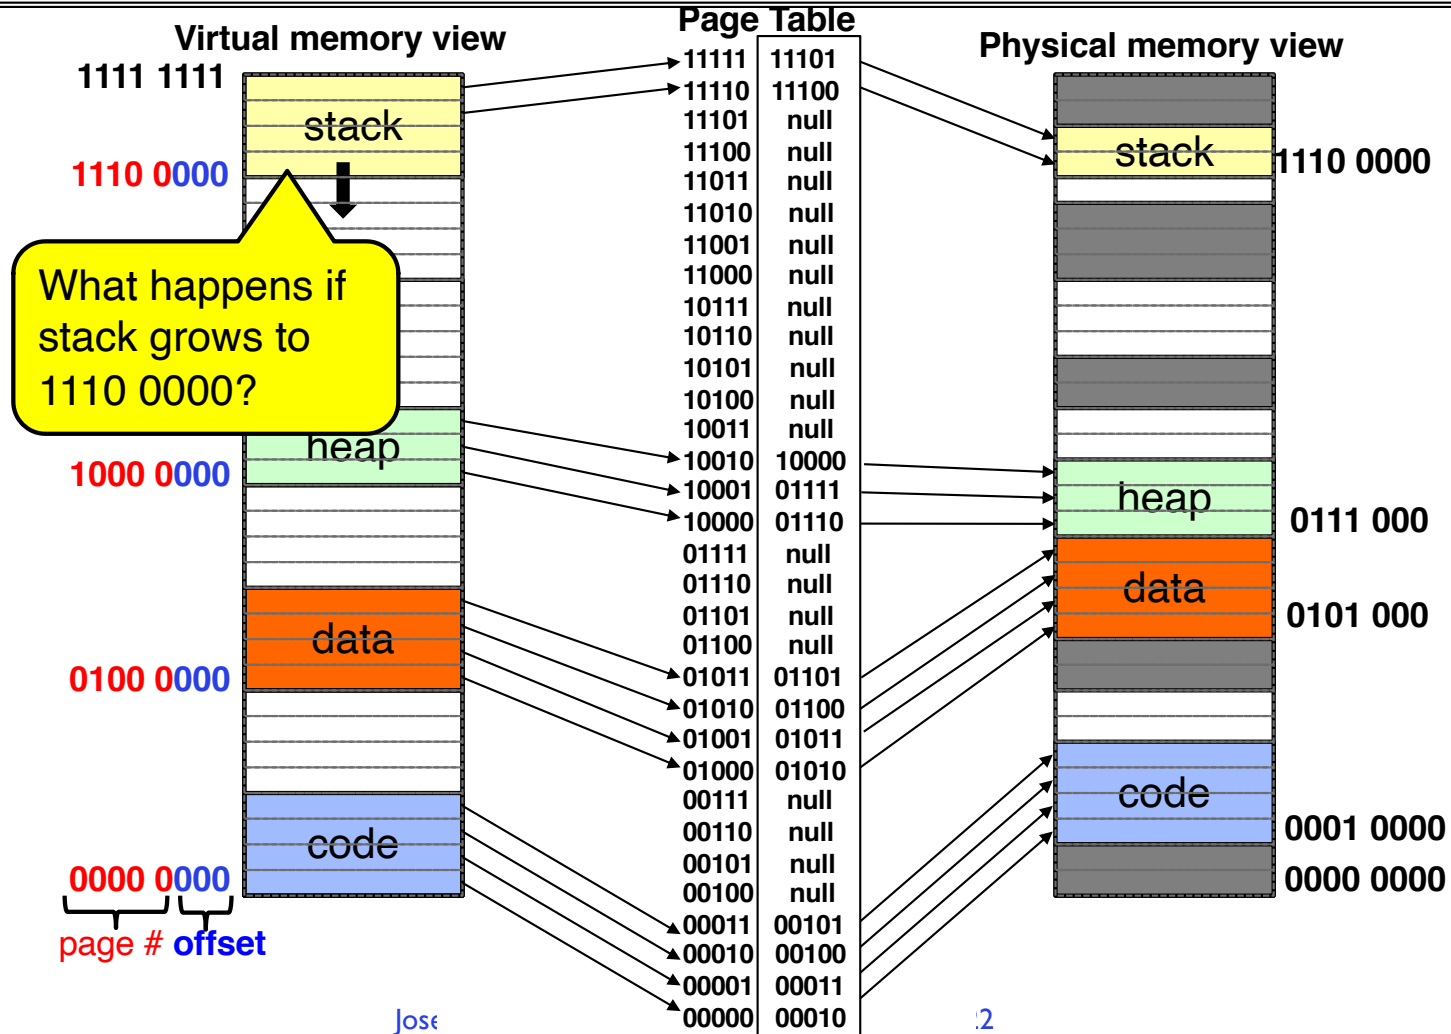 Page Table
Virtual memory view
Physical memory view
1111 1111
stack
1110 0000
What happens if
stack grows to
1110 0000?
heap
1000 0000
data
0100 0000
code
0000 0000
page # offset
11111 11101
11110 11100
11101 null
11100 null
11011 null
11010 null
11001 null
11000 null
10111 null
10110 null
10101 null
10100 null
10011 null
10010 10000
10001 01111
10000 01110
01111 null
01110 null
01101 null
01100 null
01011 01101
01010 01100
01001 01011
01000 01010
00111 null
00110 null
00101 null
00100 null
00011 00101
00010 00100
00001 00011
00000 00010
stack
1110 0000
heap
0111 000
data
0101 000
code
0001 0000
0000 0000